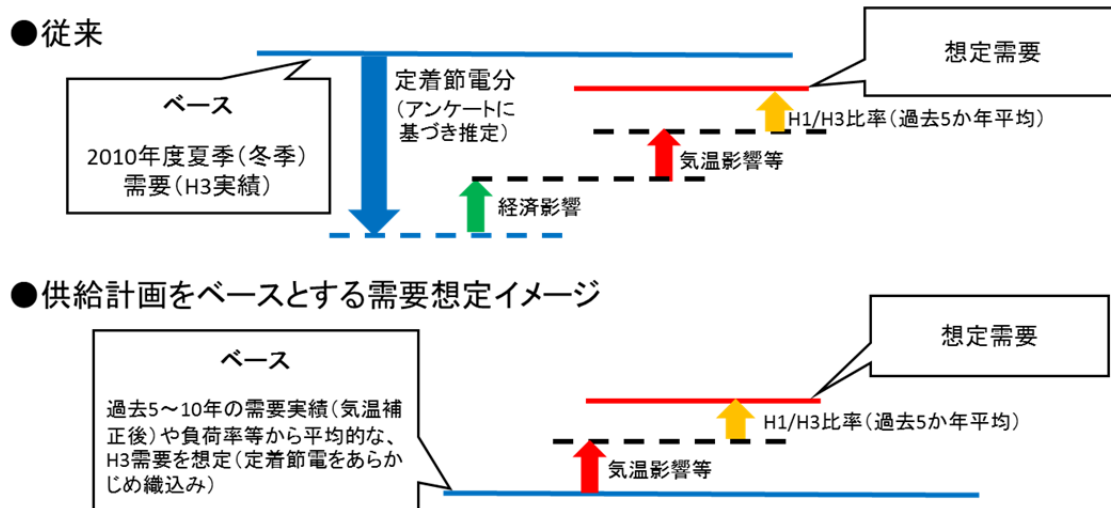 ●従来
ベース
2010年度夏季(冬季)
需要(H3実績)
定着節電分
(アンケートに
基づき推定)
経済影響
気温影響等
H1/H3比率(過去5か年平均)
想定需要
●供給計画をベースとする需要想定イメージ
ベース
過去5～10年の需要実績(気温補
正後)や負荷率等から平均的な、
H3需要を想定(定着節電をあらか
じめ織込み)
気温影響等
H1/H3比率(過去5か年平均)
想定需要